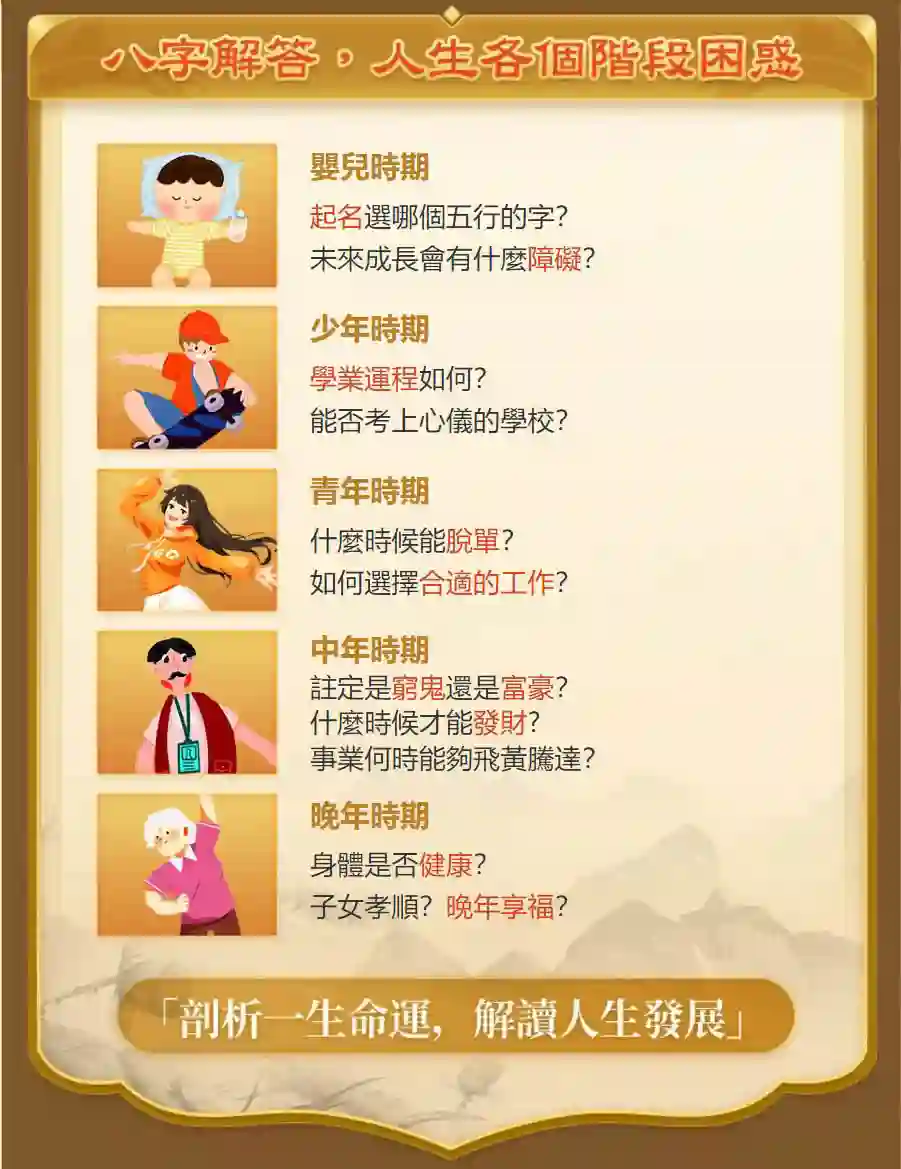 八字解答，人生各個階段困惑
嬰兒時期
起名選哪個五行的字？
未來成長會有什麼障礙？
少年時期
學業運程如何？
能否考上心儀的學校？
青年時期
什麼時候能脫單？
如何選擇合適的工作？
中年時期
註定是窮鬼還是富豪？
什麼時候才能發財？
事業何時能夠飛黃騰達？
晚年時期
身體是否健康？
子女孝順？晚年享福？
「剖析一生命運，解讀人生發展」